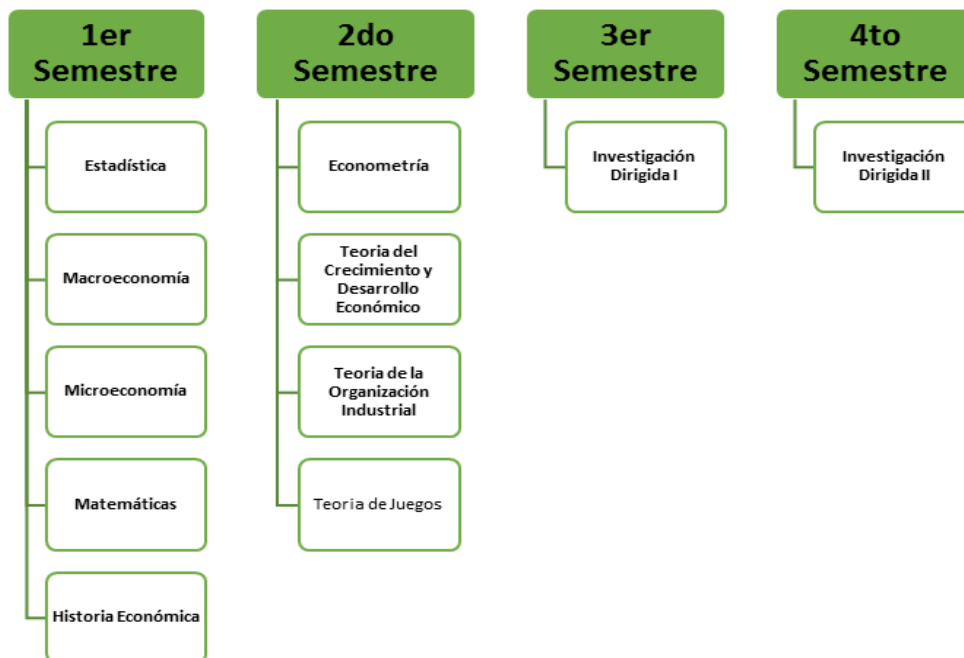 1er
Semestre
Estadística
Macroeconomía
Microeconomía
Matemáticas
Historia Económica
2do
Semestre
Econometría
Teoria del
Crecimiento y
Desarrollo
Económico
Teoria de la
Organización
Industrial
Teoria de Juegos
3er
Semestre
Investigación
Dirigida I
4to
Semestre
Investigación
Dirigida II